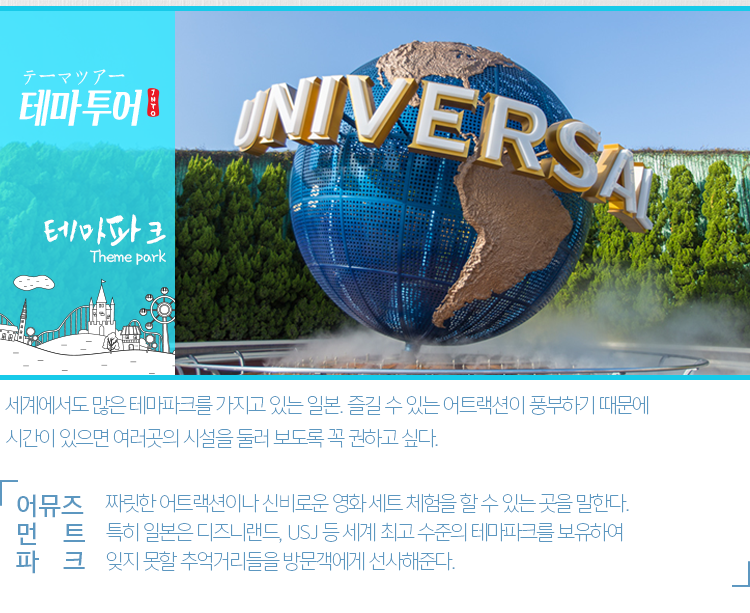 テーマツアー
테마투어
JNTO
테마파크
Theme park
UNIVERSAL
세계에서도 많은 테마파크를 가지고 있는 일본. 즐길 수 있는 어트랙션이 풍부하기 때문에
시간이 있으면 여러곳의 시설을 둘러 보도록 꼭 권하고 싶다.
어뮤즈
먼 트
파 크
짜릿한 어트랙션이나 신비로운 영화 세트 체험을 할 수 있는 곳을 말한다.
특히 일본은 디즈니랜드, USJ 등 세계 최고 수준의 테마파크를 보유하여
잊지 못할 추억거리들을 방문객에게 선사해준다.